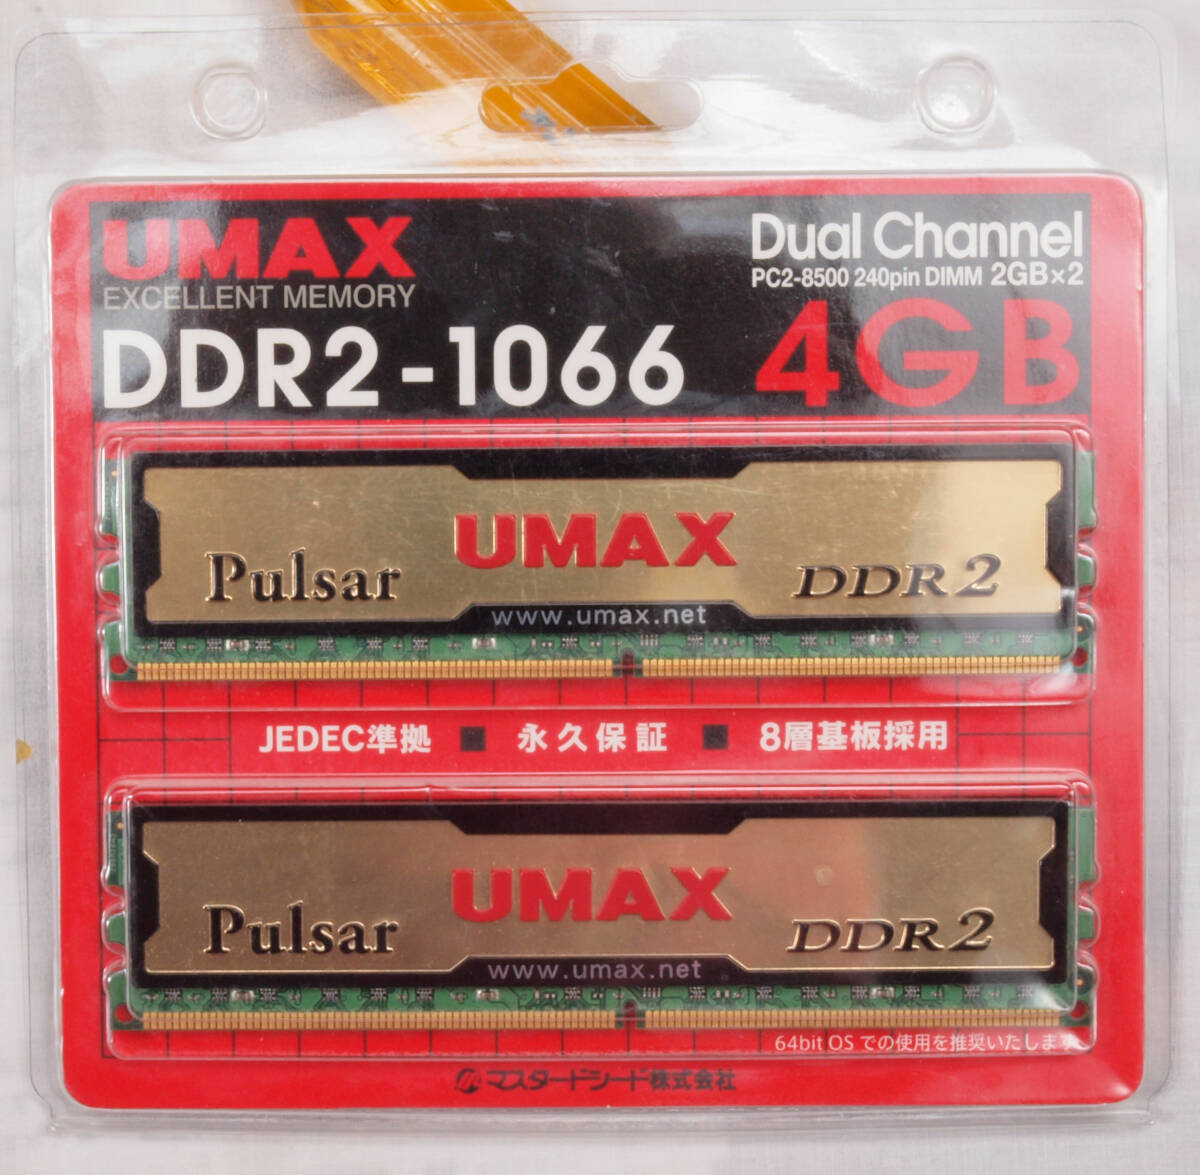 UMAX
EXCELLENT MEMORY
DDR2-1066
Dual Channel
PC2-8500 240pin DIMM 2GB×2
4GB
UMAX
Pulsar
DDR2
www.umax.net
JEDEC準拠 ■ 永久保証 ■ 8層基板採用
UMAX
Pulsar
DDR2
www.umax.net
64bit OS での使用を推奨いたします
マスタードシード株式会社